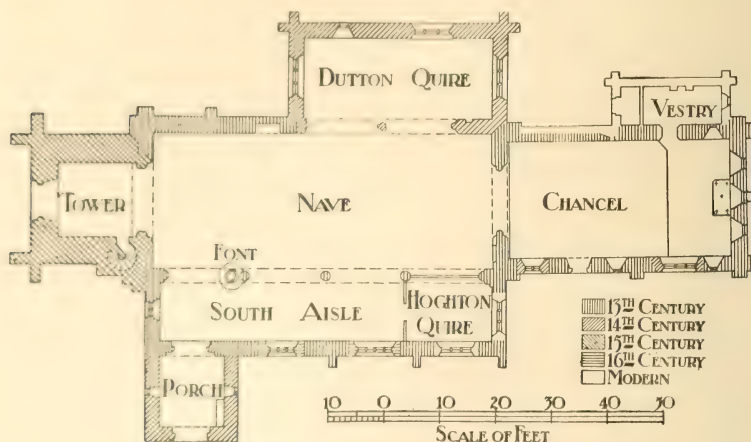 DUTTON QUIRE
VESTRY
TOWER
NAVE
CHANCEL
FONT
SOUTH AISLE
HOGHTON
QUIRE
PORCH
13TH CENTURY
14TH CENTURY
15TH CENTURY
16TH CENTURY
MODERN
10 0 10 20 30 40 50
SCALE OF FEET